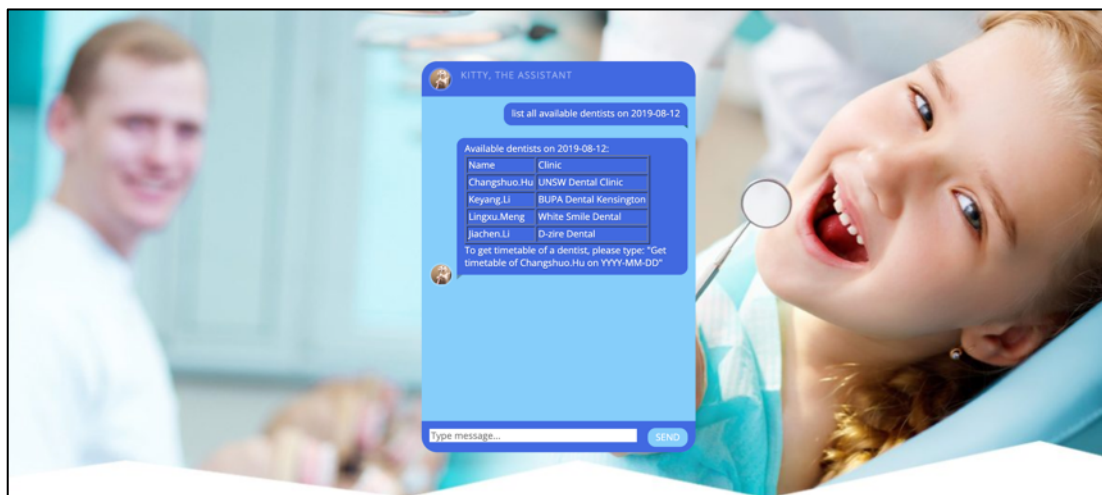 KITTY, THE ASSISTANT
list all available dentists on 2019-08-12
Available dentists on 2019-08-12:
Name Clinic
Changshuo.Hu UNSW Dental Clinic
Keyang.Li BUPA Dental Kensington
Lingxu.Meng White Smile Dental
Jiachen.Li D-zire Dental
To get timetable of a dentist, please type: "Get
timetable of Changshuo.Hu on YYYY-MM-DD"
Type message...
SEND